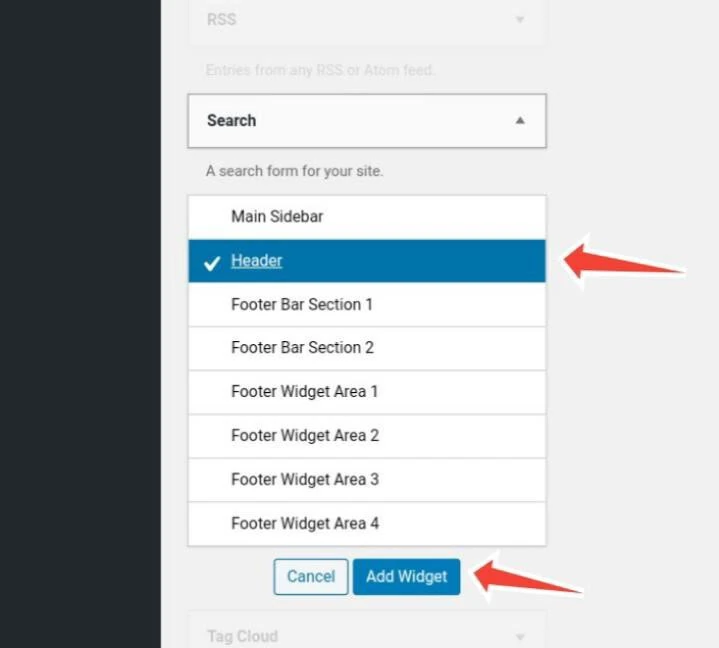 RSS
Entries from any RSS or Atom feed.
Search
A search form for your site.
Main Sidebar
Header
Footer Bar Section 1
Footer Bar Section 2
Footer Widget Area 1
Footer Widget Area 2
Footer Widget Area 3
Footer Widget Area 4
Cancel Add Widget
Tag Cloud